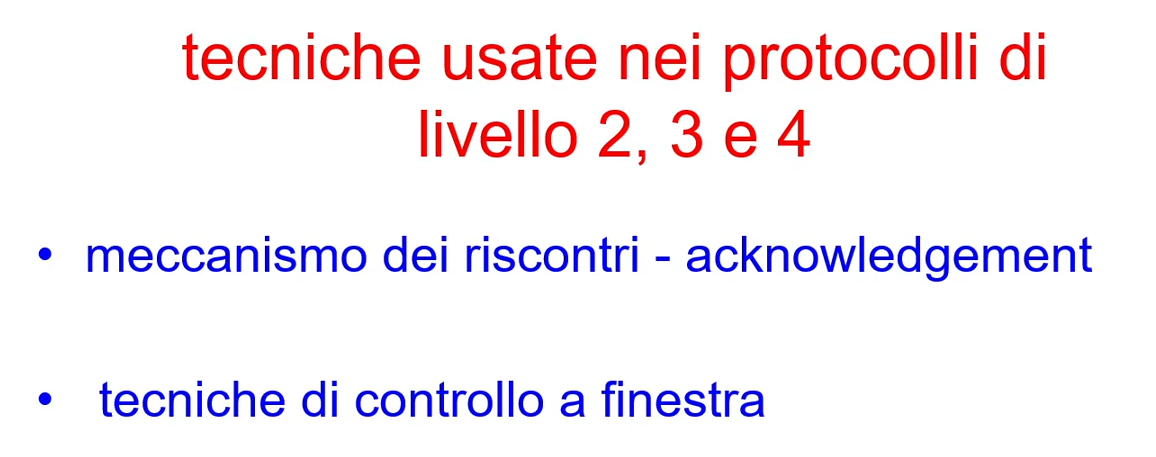 tecniche usate nei protocolli di
livello 2, 3 e 4
• meccanismo dei riscontri - acknowledgement
• tecniche di controllo a finestra